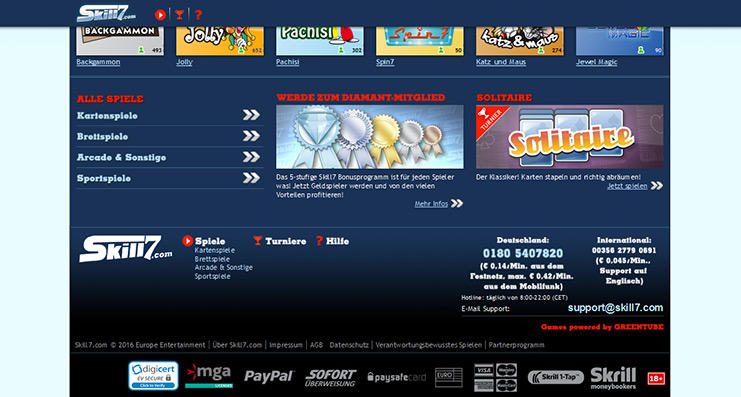 Skill7.com
?
BACKGAMMON
Jolly
PACHISI
Spin7
katz & maus
MAGIC
493
652
302
50
274
90
Backgammon
Jolly
Pachisi
Spin7
Katz und Maus
Jewel Magic
ALLE SPIELE
Kartenspiele
Brettspiele
Arcade & Sonstige
Sportspiele
WERDE ZUM DIAMANT-MITGLIED
Das 5-stufige Skill7 Bonusprogramm ist für jeden Spieler
was! Jetzt Geldspieler werden und von den vielen
Vorteilen profitieren!
Mehr Infos
SOLITAIRE
TURNIER
Solitaire
Der Klassiker! Karten stapeln und richtig abräumen!
Jetzt spielen
Skill7.com
Spiele
Kartenspiele
Brettspiele
Arcade & Sonstige
Sportspiele
Turniere
? Hilfe
Deutschland:
0180 5407820
(€ 0,14/Min. aus dem
Festnetz, max. € 0,42/Min.
aus dem Mobilfunk)
International:
00356 2779 0691
(€ 0,045/Min..
Support auf
Englisch)
Hotline: täglich von 8:00-22:00 (CET)
E-Mail Support:
support@skill7.com
Games powered by GREENTUBE
Skill7.com © 2016 Europe Entertainment | Über Skill7.com | Impressum | AGB Datenschutz | Verantwortungsbewusstes Spielen | Partnerprogramm
digicert
EV SECURE
Click to Verify
mga
LICENSED
PayPal
SOFORT
ÜBERWEISUNG
paysafecard
EURO
VISA
Skrill 1-Tap
Skrill
moneybookers
18+